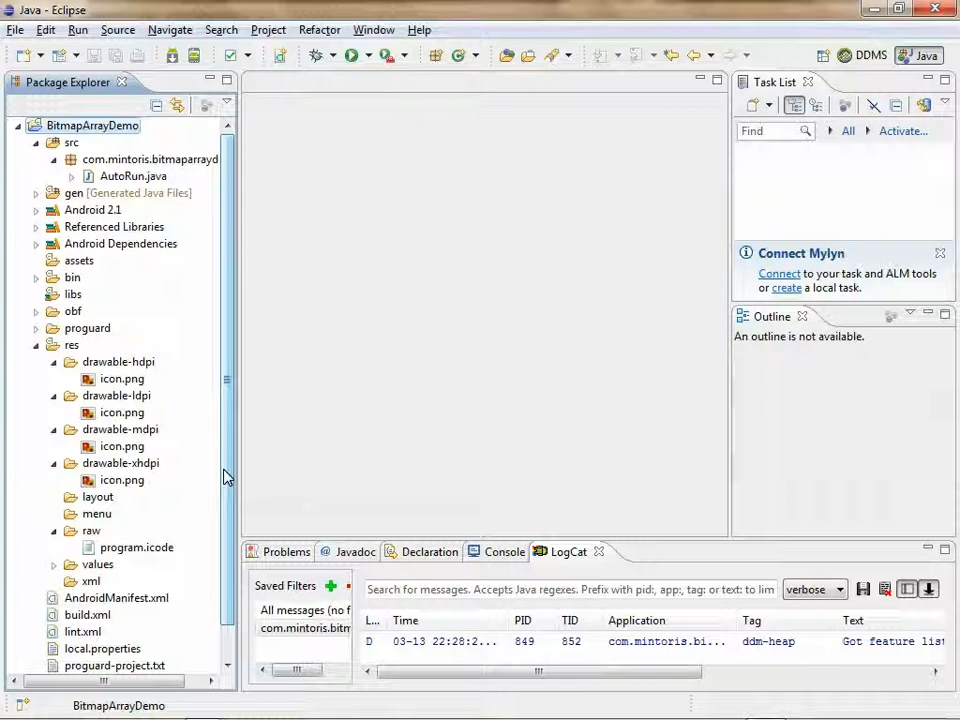 Java - Eclipse
File Edit Run Source Navigate Search Project Refactor Window Help
DDMS Java
Package Explorer
BitmapArrayDemo
src
com.mintoris.bitmaparrayd
AutoRun.java
gen [Generated Java Files]
Android 2.1
Referenced Libraries
Android Dependencies
assets
bin
libs
obf
proguard
res
drawable-hdpi
icon.png
drawable-ldpi
icon.png
drawable-mdpi
icon.png
drawable-xhdpi
icon.png
layout
menu
raw
program.icode
values
xml
AndroidManifest.xml
build.xml
lint.xml
local.properties
proguard-project.txt
Task List
Find All Activate...
Connect Mylyn
Connect to your task and ALM tools
or create a local task.
Outline
An outline is not available.
Problems Javadoc Declaration Console LogCat
Saved Filters
All messages (no f
com.mintoris.bitm
Search for messages. Accepts Java regexes. Prefix with pid:, app:, tag: or text: to lim verbose
L... Time PID TID Application Tag Text
D 03-13 22:28:2... 849 852 com.mintoris.bi... ddm-heap Got feature list
BitmapArrayDemo